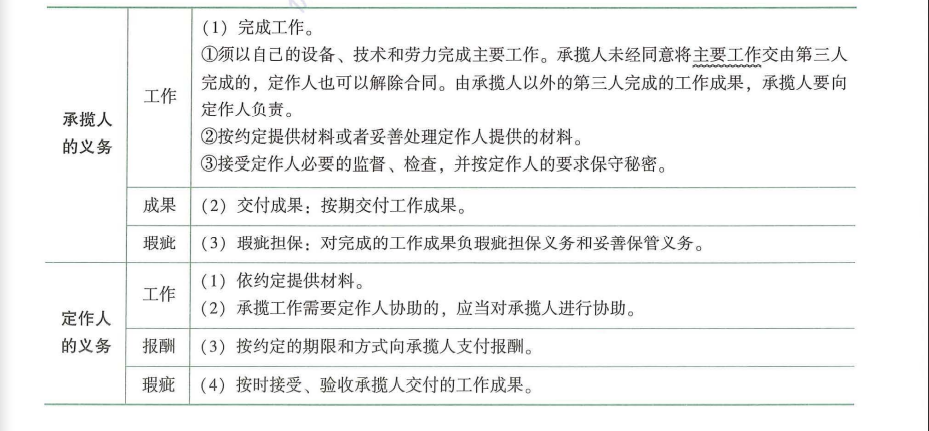 (1) 完成工作。
①须以自己的设备、技术和劳力完成主要工作。承揽人未经同意将主要工作交由第三人
完成的，定作人也可以解除合同。由承揽人以外的第三人完成的工作成果，承揽人要向
定作人负责。
②按约定提供材料或者妥善处理定作人提供的材料。
③接受定作人必要的监督、检查，并按定作人的要求保守秘密。
工作
承揽人
的义务
成果
(2) 交付成果：按期交付工作成果。
瑕疵
(3) 瑕疵担保：对完成的工作成果负瑕疵担保义务和妥善保管义务。
定作人
的义务
工作
(1) 依约定提供材料。
(2) 承揽工作需要定作人协助的，应当对承揽人进行协助。
报酬
(3) 按约定的期限和方式向承揽人支付报酬。
瑕疵
(4) 按时接受、验收承揽人交付的工作成果。